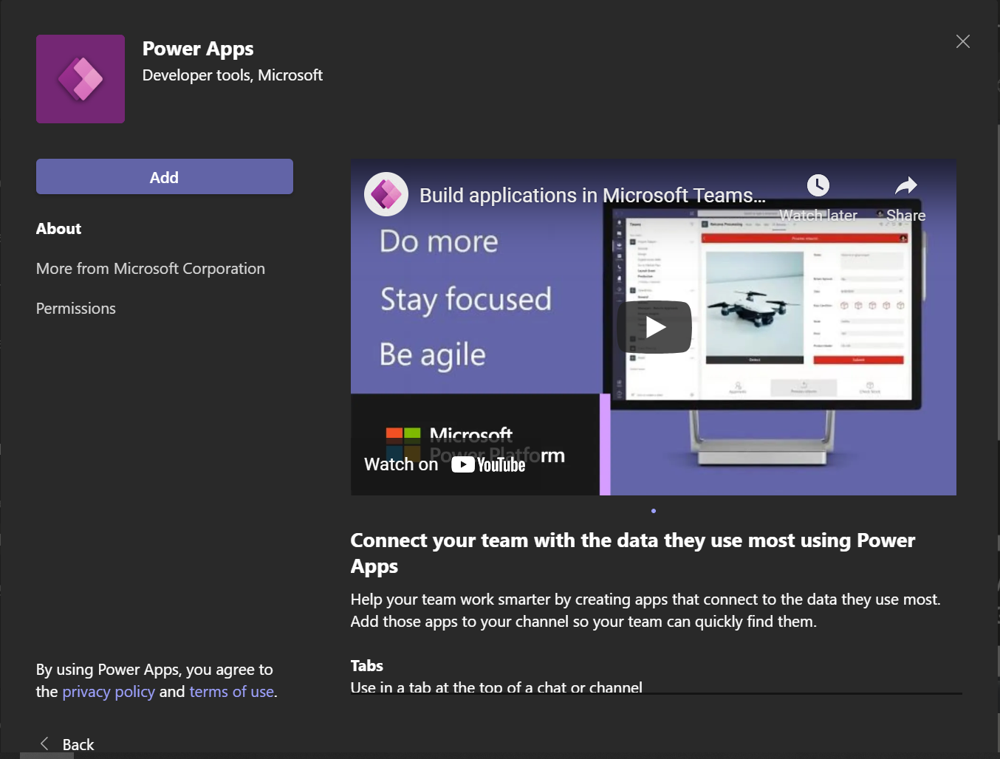 Power Apps
Developer tools, Microsoft
Add
About
More from Microsoft Corporation
Permissions
Build applications in Microsoft Teams...
Watch later
Share
Do more
Stay focused
Be agile
Microsoft
Power Platform
Watch on YouTube
Teams
Submit
Connect your team with the data they use most using Power
Apps
Help your team work smarter by creating apps that connect to the data they use most.
Add those apps to your channel so your team can quickly find them.
Tabs
Use in a tab at the top of a chat or channel
By using Power Apps, you agree to
the privacy policy and terms of use.
Back